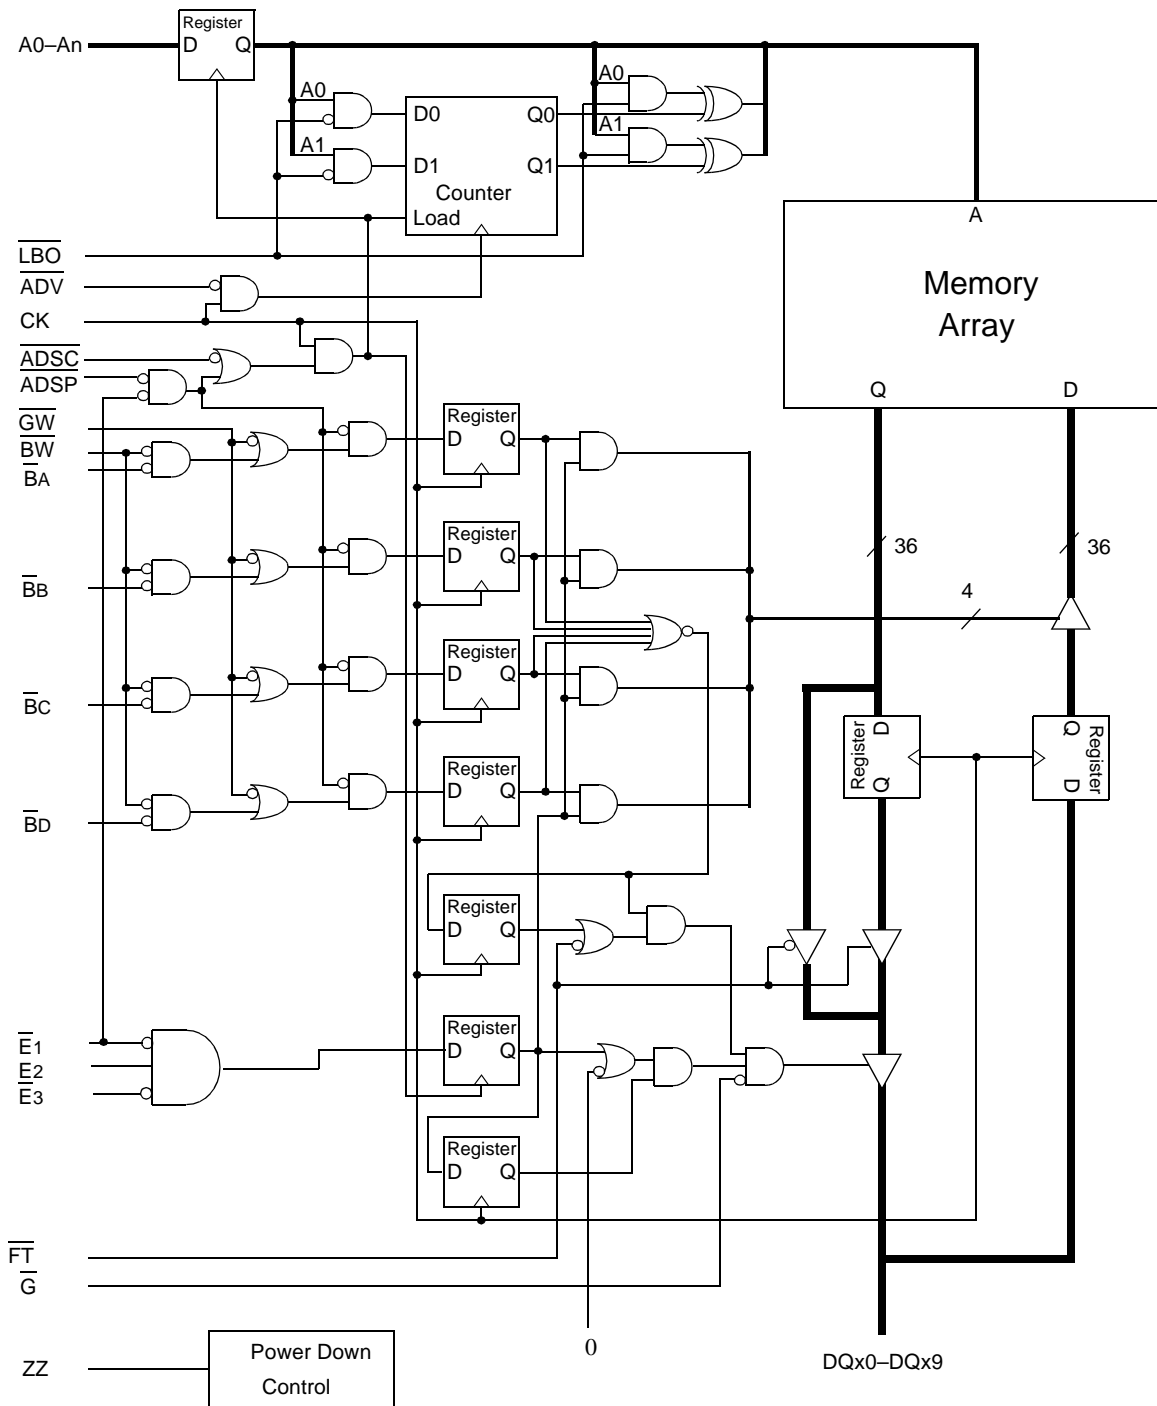 Register
A0–An
D Q
A0
A0
D0
Q0
A1
A1
D1
Q1
Counter
Load
A
LBO
ADV
Memory
CK
Array
ADSC
ADSP
Q
D
GW
Register
BW
D Q
BA
Register
D Q
36
36
BB
4
Register
D Q
BC
Register
D
Q
Register
Q
D
Register
D Q
BD
Register
D Q
Register
E1
D Q
E2
E3
Register
D Q
FT
G
0
Power Down
DQx0–DQx9
ZZ
Control